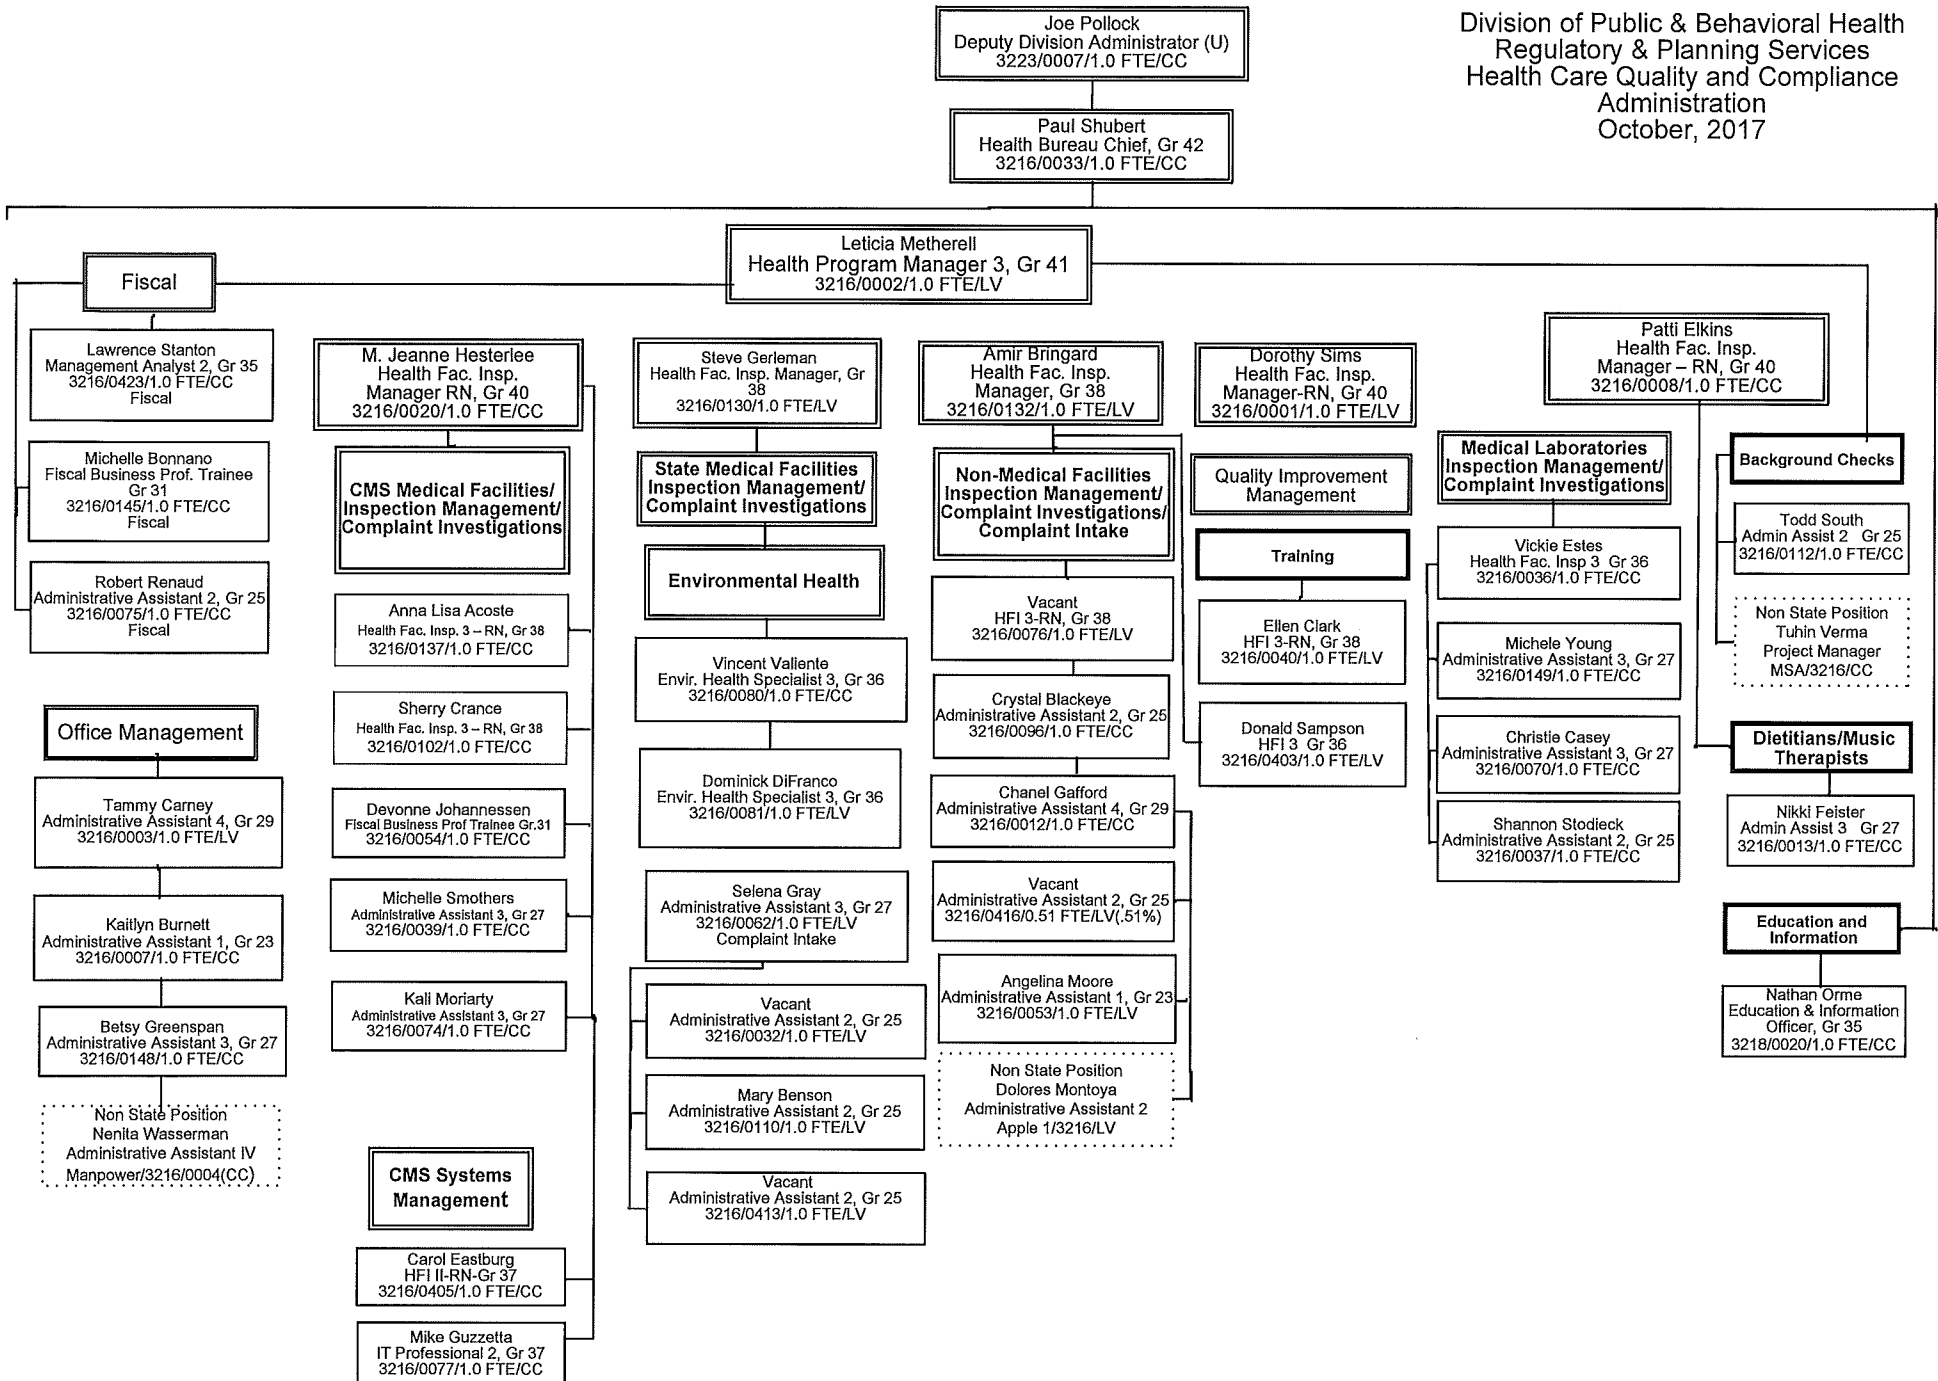 Joe Pollock
Deputy Division Administrator (U)
3223/0007/1.0 FTE/CC
Division of Public & Behavioral Health
Regulatory & Planning Services
Health Care Quality and Compliance
Administration
October, 2017
Paul Shubert
Health Bureau Chief, Gr 42
3216/0033/1.0 FTE/CC
Leticia Metherell
Health Program Manager 3, Gr 41
3216/0002/1.0 FTE/LV
Fiscal
Lawrence Stanton
Management Analyst 2, Gr 35
3216/0423/1.0 FTE/CC
Fiscal
Michelle Bonnano
Fiscal Business Prof. Trainee
Gr 31
3216/0145/1.0 FTE/CC
Fiscal
Robert Renaud
Administrative Assistant 2, Gr 25
3216/0075/1.0 FTE/CC
Fiscal
Office Management
Tammy Carney
Administrative Assistant 4, Gr 29
3216/0003/1.0 FTE/LV
Kaitlyn Burnett
Administrative Assistant 1, Gr 23
3216/0007/1.0 FTE/CC
Betsy Greenspan
Administrative Assistant 3, Gr 27
3216/0148/1.0 FTE/CC
Non State Position
Nenita Wasserman
Administrative Assistant IV
Manpower/3216/0004(CC)
M. Jeanne Hesterlee
Health Fac. Insp.
Manager RN, Gr 40
3216/0020/1.0 FTE/CC
CMS Medical Facilities/
Inspection Management/
Complaint Investigations
Anna Lisa Acoste
Health Fac. Insp. 3 – RN, Gr 38
3216/0137/1.0 FTE/CC
Sherry Crance
Health Fac. Insp. 3 – RN, Gr 38
3216/0102/1.0 FTE/CC
Devonne Johannessen
Fiscal Business Prof Trainee Gr.31
3216/0054/1.0 FTE/CC
Michelle Smothers
Administrative Assistant 3, Gr 27
3216/0039/1.0 FTE/CC
Kali Moriarty
Administrative Assistant 3, Gr 27
3216/0074/1.0 FTE/CC
CMS Systems
Management
Carol Eastburg
HFI II-RN-Gr 37
3216/0405/1.0 FTE/CC
Mike Guzzetta
IT Professional 2, Gr 37
3216/0077/1.0 FTE/CC
Steve Gerleman
Health Fac. Insp. Manager, Gr
38
3216/0130/1.0 FTE/LV
State Medical Facilities
Inspection Management/
Complaint Investigations
Environmental Health
Vincent Valiente
Envir. Health Specialist 3, Gr 36
3216/0080/1.0 FTE/CC
Dominick DiFranco
Envir. Health Specialist 3, Gr 36
3216/0081/1.0 FTE/LV
Selena Gray
Administrative Assistant 3, Gr 27
3216/0062/1.0 FTE/LV
Complaint Intake
Vacant
Administrative Assistant 2, Gr 25
3216/0032/1.0 FTE/LV
Mary Benson
Administrative Assistant 2, Gr 25
3216/0110/1.0 FTE/LV
Vacant
Administrative Assistant 2, Gr 25
3216/0413/1.0 FTE/LV
Amir Bringard
Health Fac. Insp.
Manager, Gr 38
3216/0132/1.0 FTE/LV
Non-Medical Facilities
Inspection Management/
Complaint Investigations/
Complaint Intake
Vacant
HFI 3-RN, Gr 38
3216/0076/1.0 FTE/LV
Crystal Blackeye
Administrative Assistant 2, Gr 25
3216/0096/1.0 FTE/CC
Chanel Gafford
Administrative Assistant 4, Gr 29
3216/0012/1.0 FTE/CC
Vacant
Administrative Assistant 2, Gr 25
3216/0416/0.51 FTE/LV(.51%)
Angelina Moore
Administrative Assistant 1, Gr 23
3216/0053/1.0 FTE/LV
Non State Position
Dolores Montoya
Administrative Assistant 2
Apple 1/3216/LV
Dorothy Sims
Health Fac. Insp.
Manager-RN, Gr 40
3216/0001/1.0 FTE/LV
Quality Improvement
Management
Training
Ellen Clark
HFI 3-RN, Gr 38
3216/0040/1.0 FTE/LV
Donald Sampson
HFI 3  Gr 36
3216/0403/1.0 FTE/LV
Patti Elkins
Health Fac. Insp.
Manager – RN, Gr 40
3216/0008/1.0 FTE/CC
Medical Laboratories
Inspection Management/
Complaint Investigations
Vickie Estes
Health Fac. Insp 3  Gr 36
3216/0036/1.0 FTE/CC
Michele Young
Administrative Assistant 3, Gr 27
3216/0149/1.0 FTE/CC
Christie Casey
Administrative Assistant 3, Gr 27
3216/0070/1.0 FTE/CC
Shannon Stodieck
Administrative Assistant 2, Gr 25
3216/0037/1.0 FTE/CC
Background Checks
Todd South
Admin Assist 2  Gr 25
3216/0112/1.0 FTE/CC
Non State Position
Tuhin Verma
Project Manager
MSA/3216/CC
Dietitians/Music
Therapists
Nikki Feister
Admin Assist 3  Gr 27
3216/0013/1.0 FTE/CC
Education and
Information
Nathan Orme
Education & Information
Officer, Gr 35
3218/0020/1.0 FTE/CC